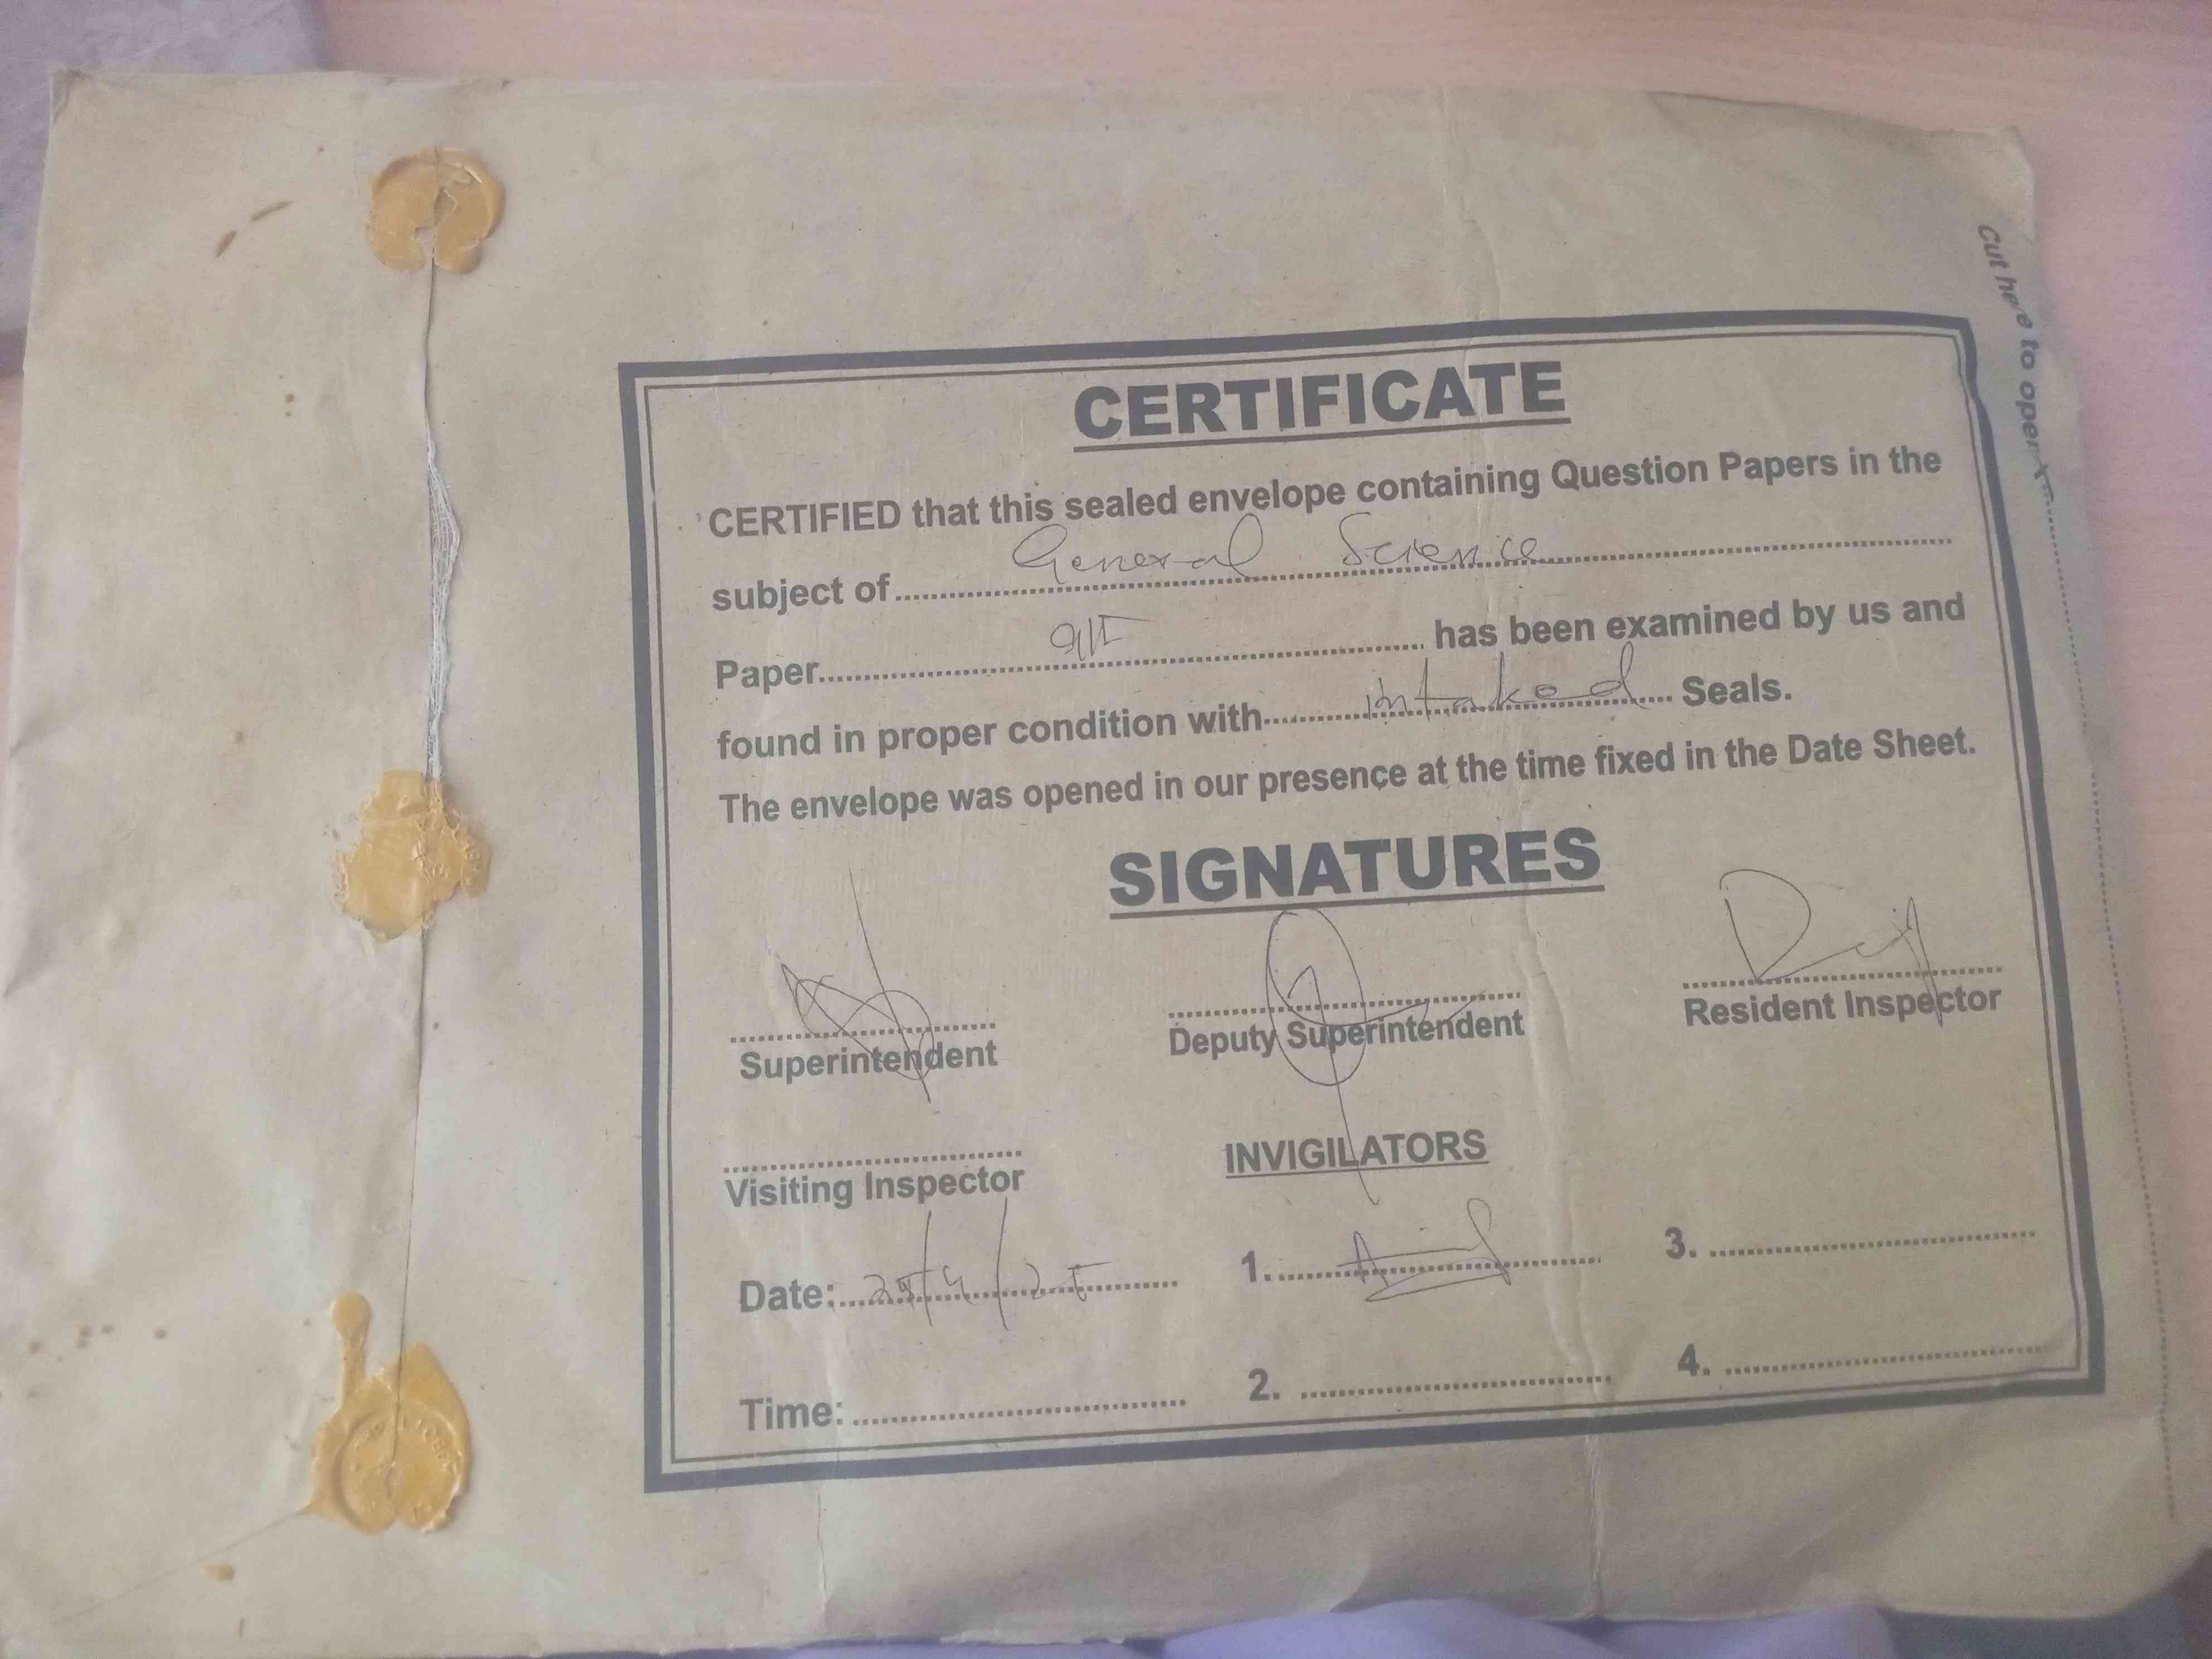 Cut here to open
CERTIFICATE
CERTIFIED that this sealed envelope containing Question Papers in the
subject of General Science
Paper has been examined by us and
found in proper condition with intaked Seals.
The envelope was opened in our presence at the time fixed in the Date Sheet.
SIGNATURES
Superintendent Deputy Superintendent Resident Inspector
Visiting Inspector INVIGILATORS
Date: 1. 3.
Time: 2. 4.